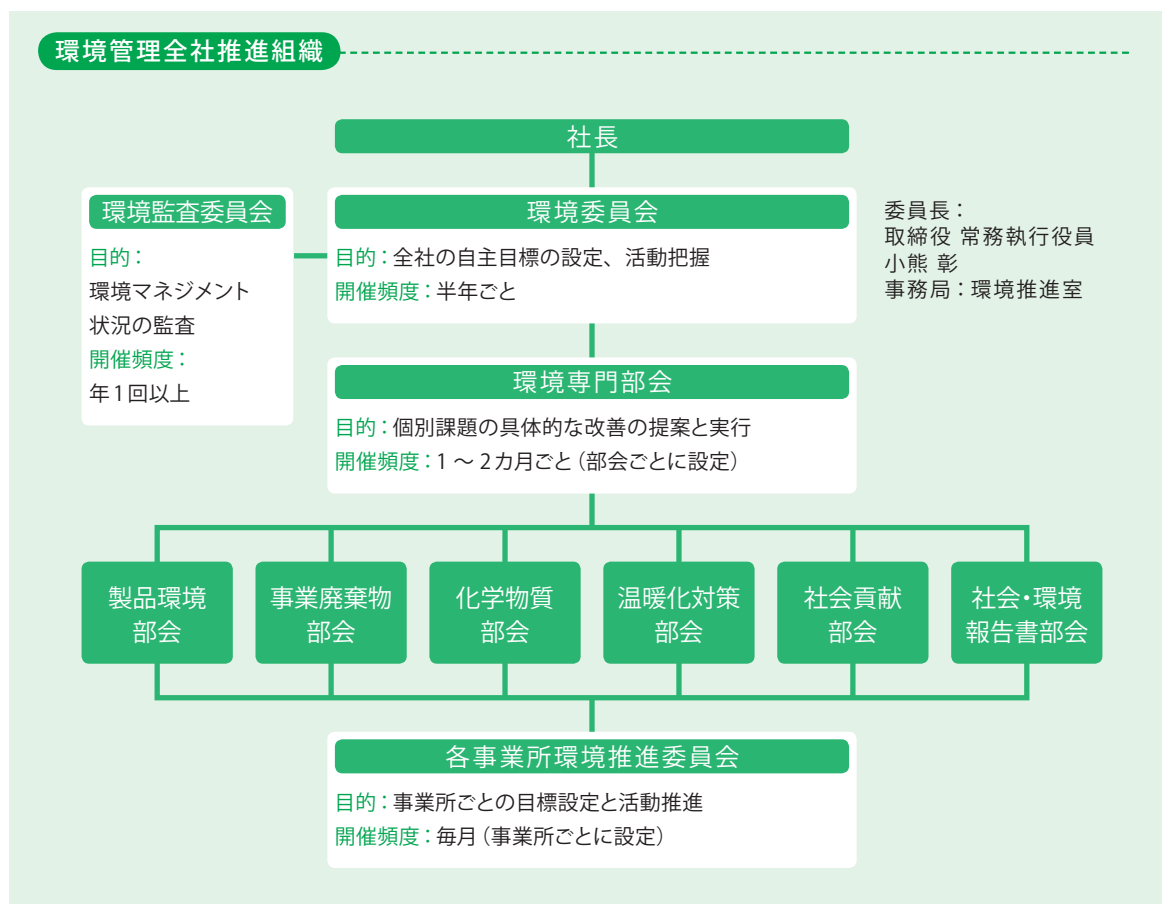 環境管理全社推進組織
社長
環境監査委員会
目的：
環境マネジメント
状況の監査
開催頻度：
年1回以上
環境委員会
目的：全社の自主目標の設定、活動把握
開催頻度：半年ごと
委員長：
取締役 常務執行役員
小熊 彰
事務局：環境推進室
環境専門部会
目的：個別課題の具体的な改善の提案と実行
開催頻度：1 ～ 2カ月ごと（部会ごとに設定）
製品環境
部会
事業廃棄物
部会
化学物質
部会
温暖化対策
部会
社会貢献
部会
社会・環境
報告書部会
各事業所環境推進委員会
目的：事業所ごとの目標設定と活動推進
開催頻度：毎月（事業所ごとに設定）